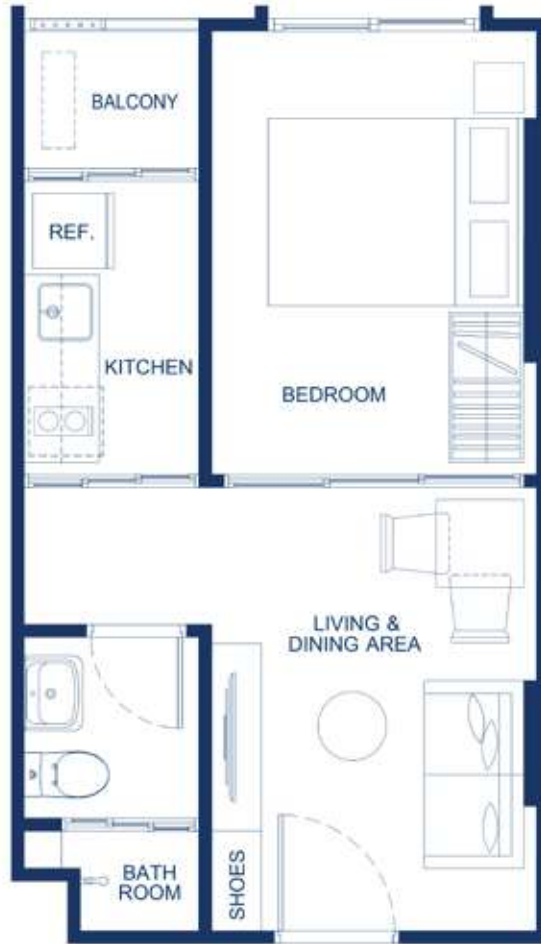 BALCONY
REF.
KITCHEN
BEDROOM
LIVING &
DINING AREA
BATH
ROOM
SHOES